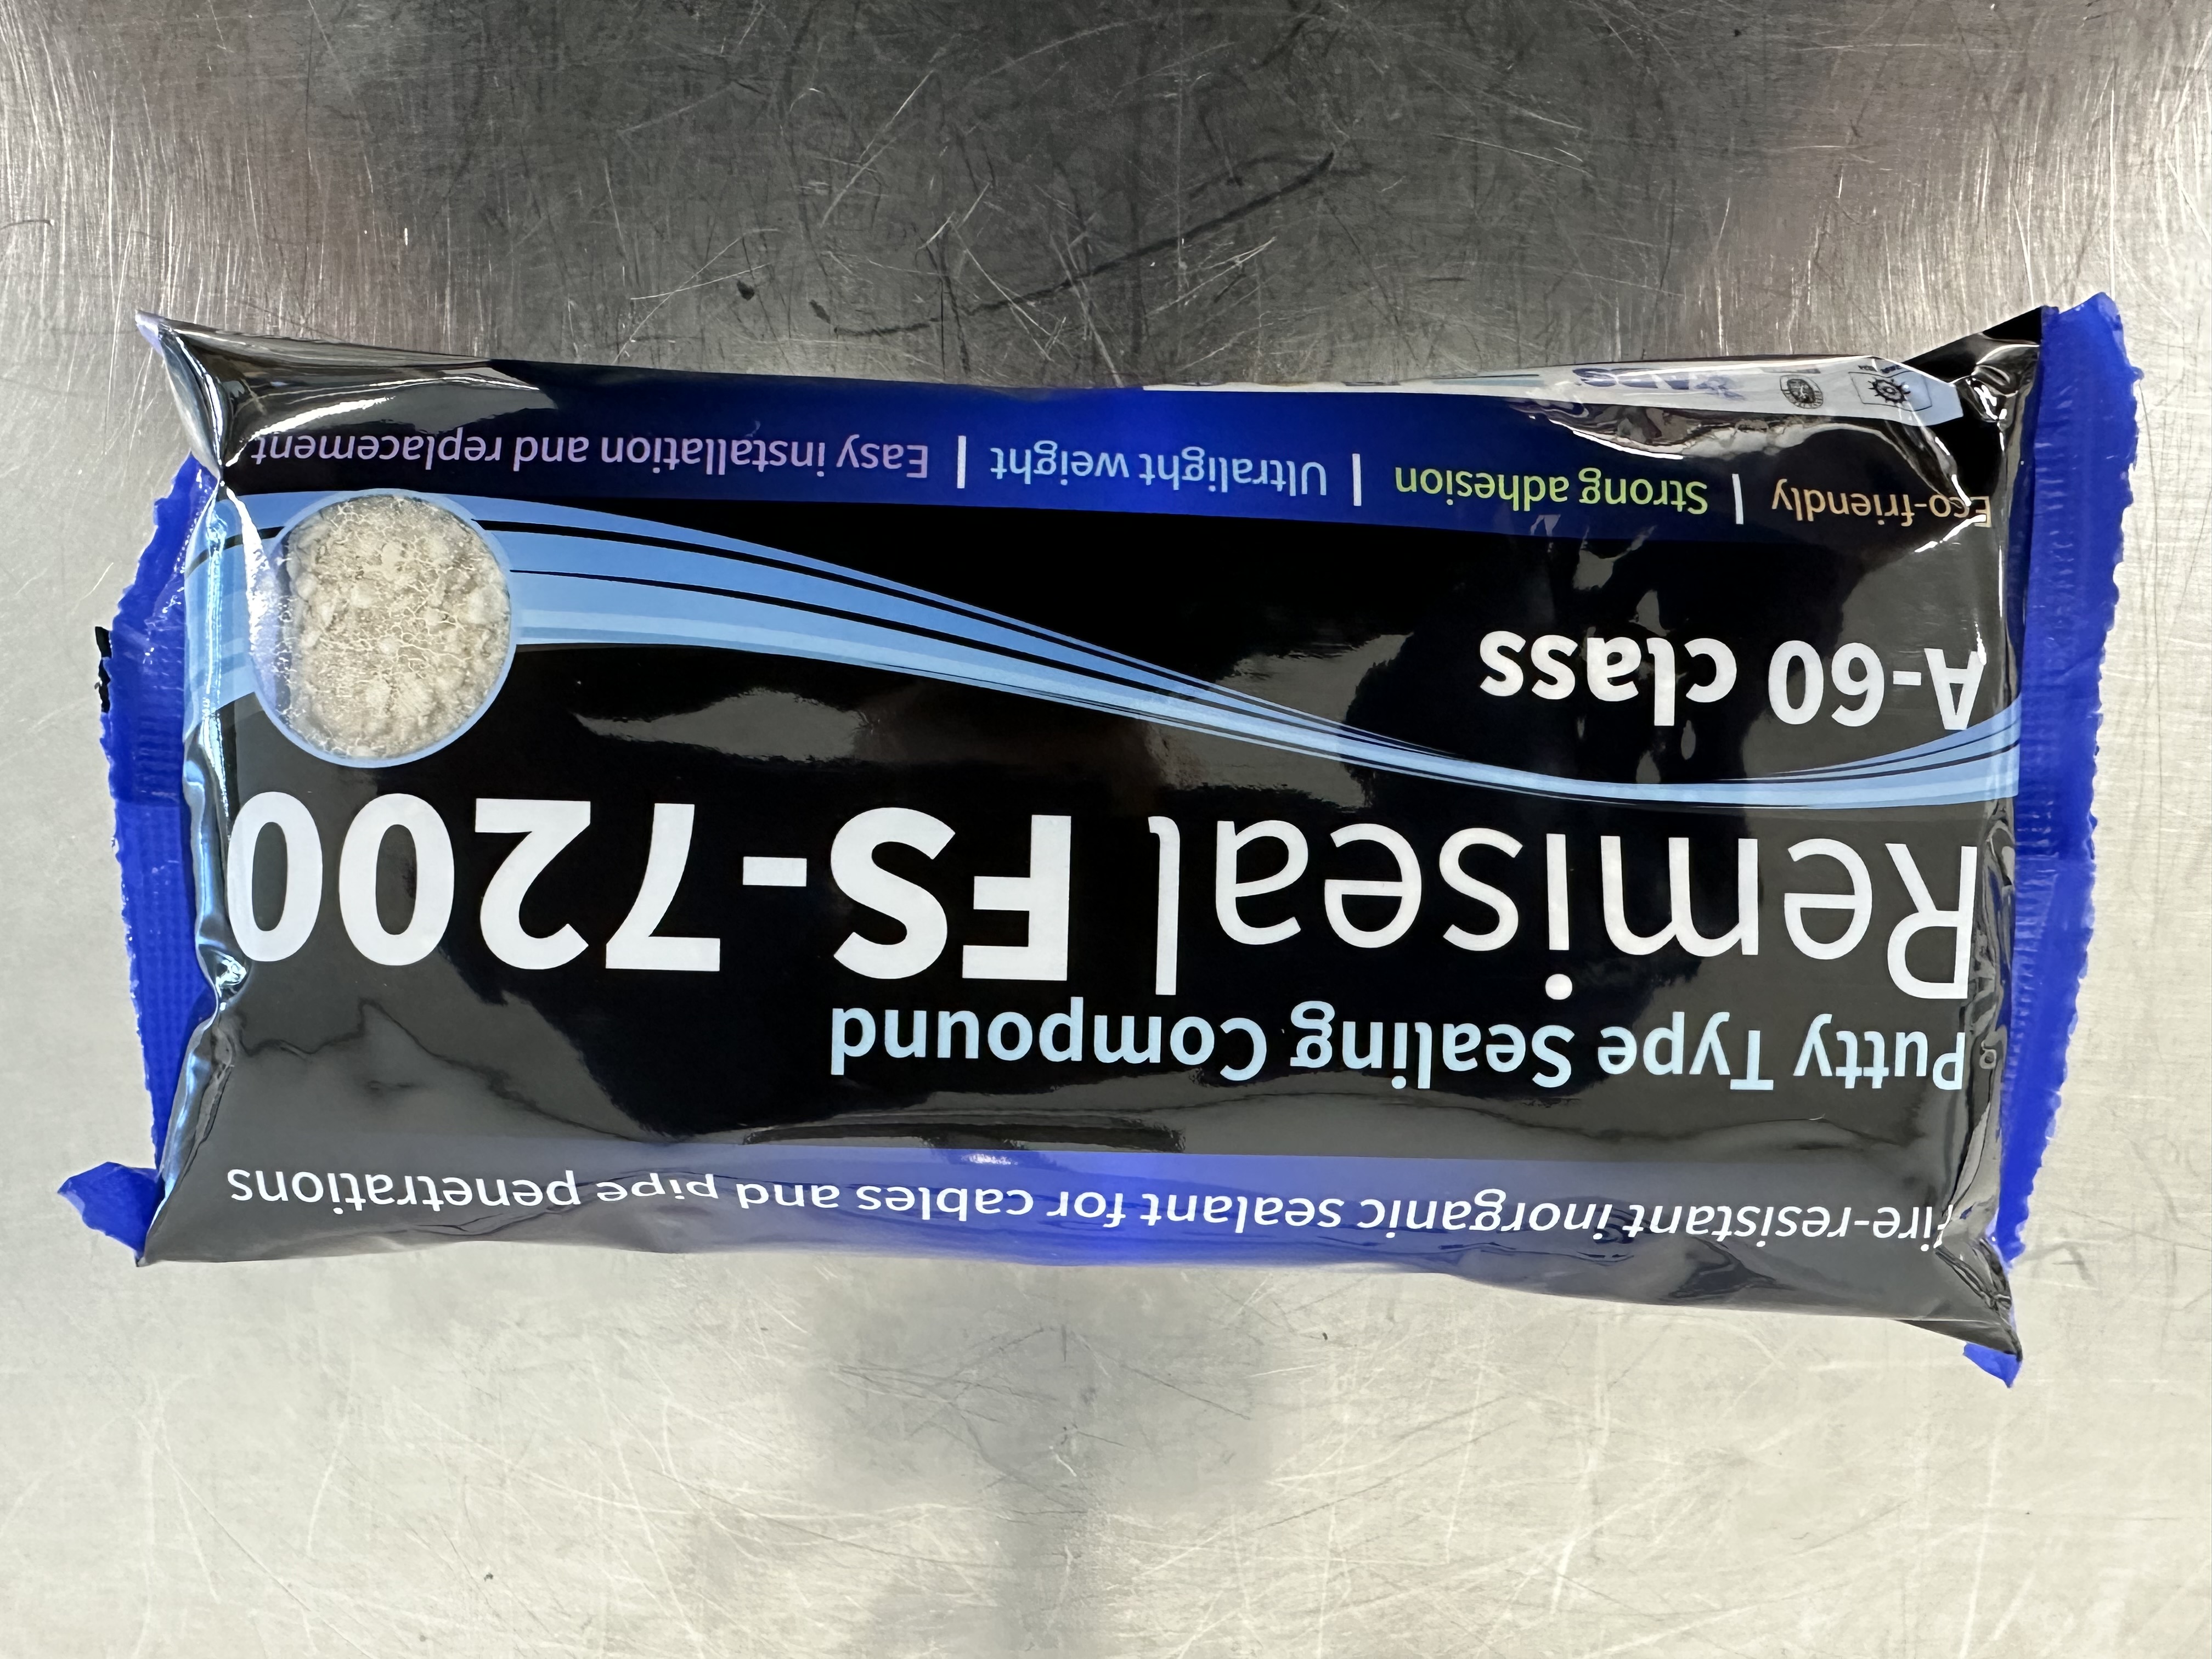 Fire-resistant inorganic sealant for cables and pipe penetrations
Putty Type Sealing Compound
Remiseal FS-7200
A-60 class
Eco-friendly | Strong adhesion | Ultralight weight | Easy installation and replacement